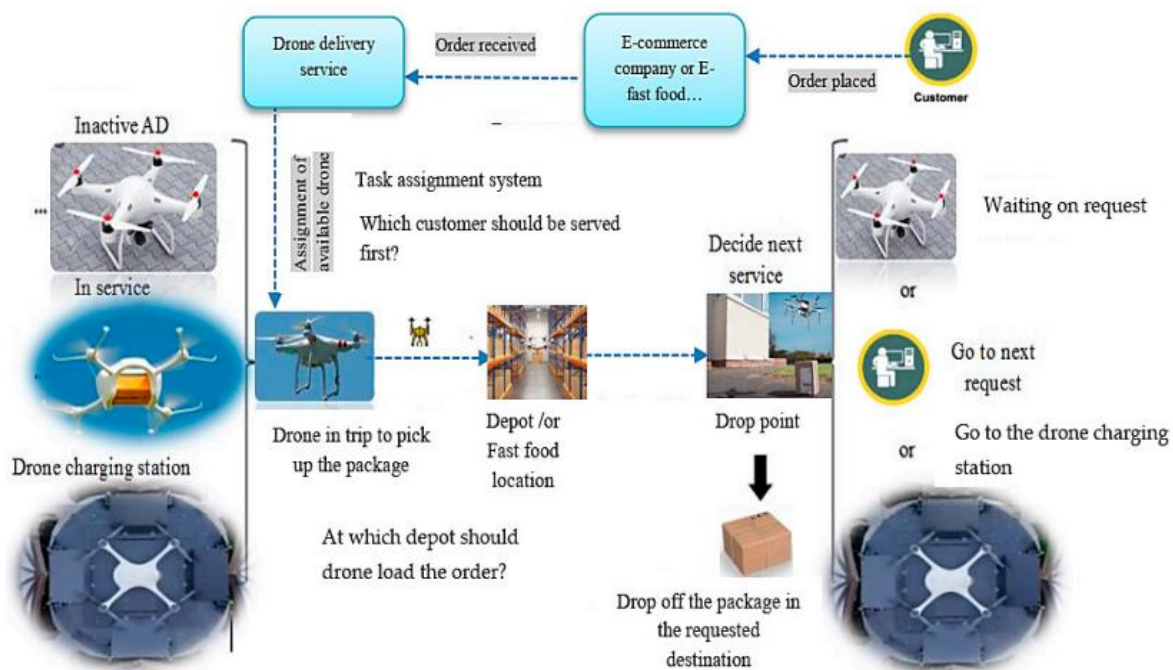 Drone delivery
service
Order received
E-commerce
company or E-
fast food…
Order placed
Customer
Inactive AD
...
In service
Drone charging station
Assignment of
available drone
Task assignment system
Which customer should be served
first?
Drone in trip to pick
up the package
Depot /or
Fast food
location
At which depot should
drone load the order?
Decide next
service
Drop point
Drop off the package in
the requested
destination
Waiting on request
or
Go to next
request
or
Go to the drone charging
station